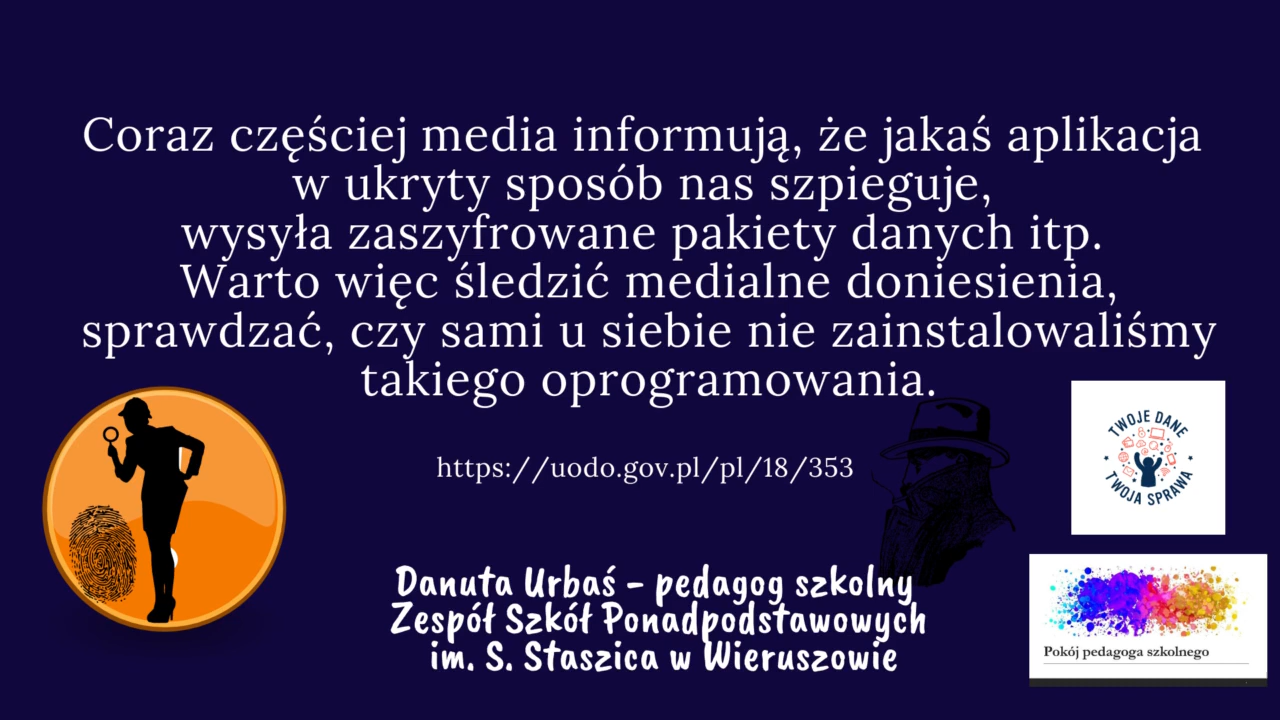 Coraz częściej media informują, że jakaś aplikacja
w ukryty sposób nas szpieguje,
wysyła zaszyfrowane pakiety danych itp.
Warto więc śledzić medialne doniesienia,
sprawdzać, czy sami u siebie nie zainstalowaliśmy
takiego oprogramowania.
https://uodo.gov.pl/pl/18/353
TWOJE DANE
TWOJA SPRAWA
Danuta Urbaś - pedagog szkolny
Zespół Szkół Ponadpodstawowych
im. S. Staszica w Wieruszowie
Pokój pedagoga szkolnego